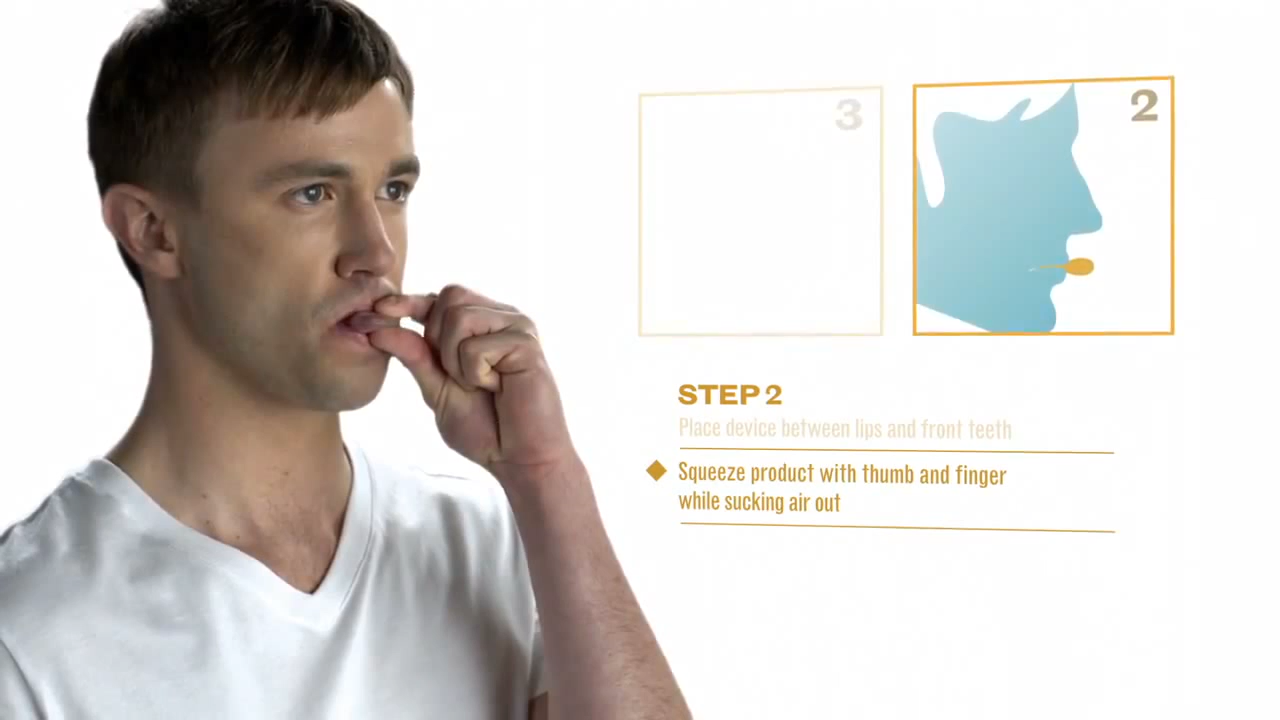 3
2
STEP 2
Place device between lips and front teeth
Squeeze product with thumb and finger
while sucking air out